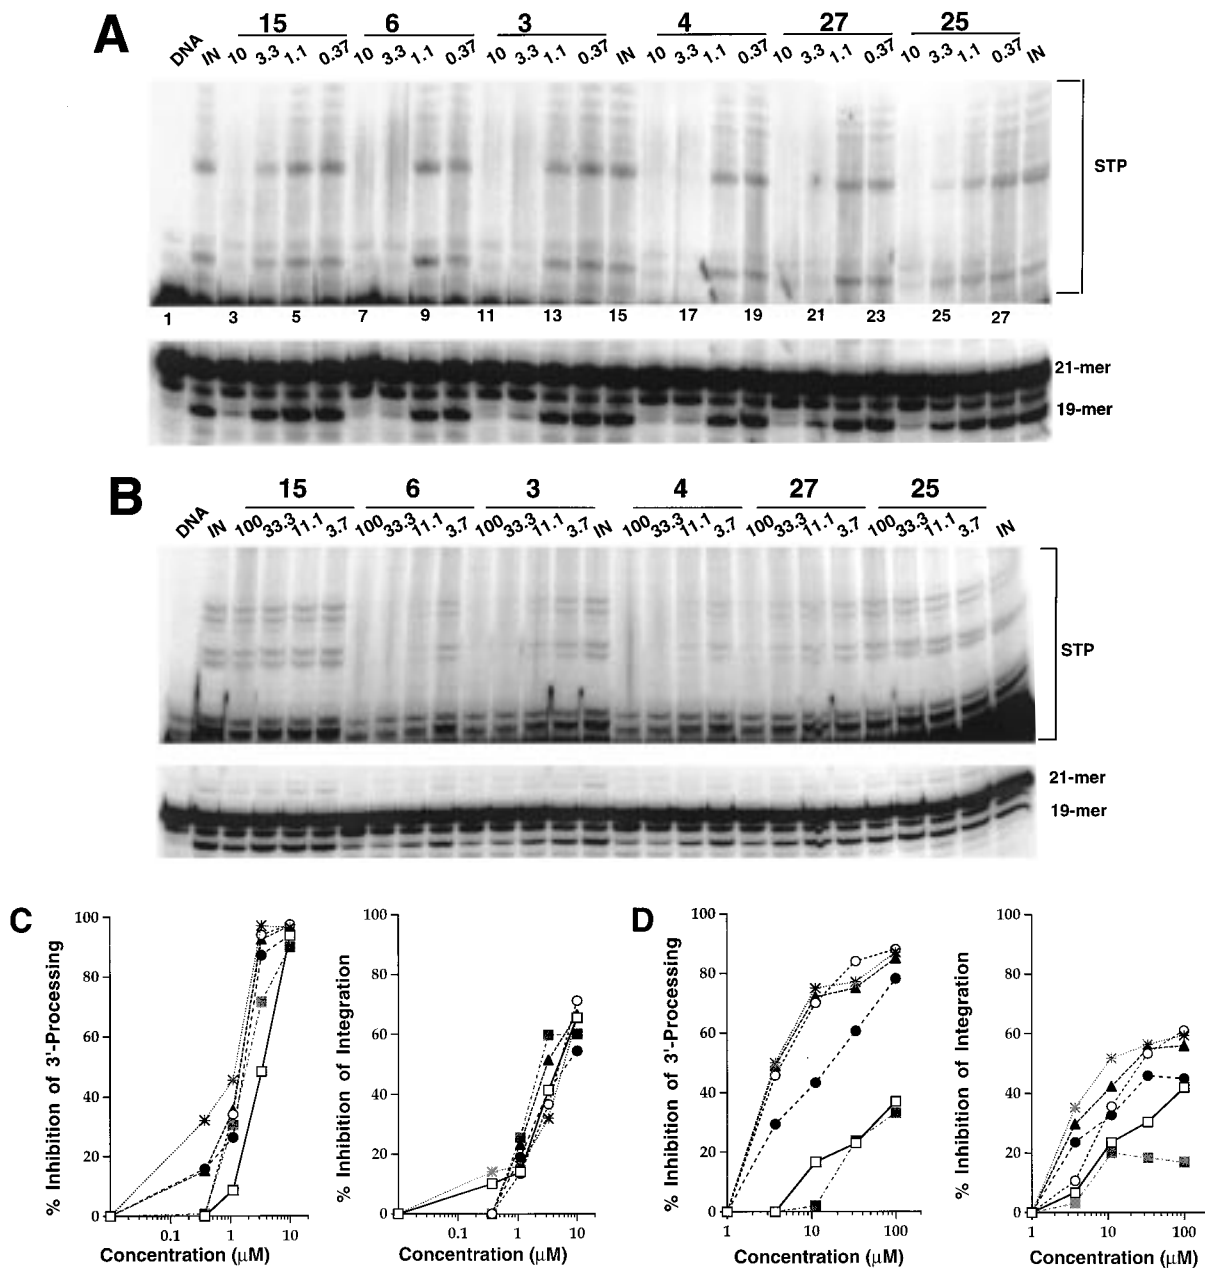 A
15 6 3 4 27 25
DNA IN 10 3.3 1.1 0.37 10 3.3 1.1 0.37 10 3.3 1.1 0.37 IN 10 3.3 1.1 0.37 10 3.3 1.1 0.37 10 3.3 1.1 0.37 IN
STP
1 3 5 7 9 11 13 15 17 19 21 23 25 27
21-mer
19-mer
B
15 6 3 4 27 25
DNA IN 100 33.3 11.1 3.7 100 33.3 11.1 3.7 100 33.3 11.1 3.7 IN 100 33.3 11.1 3.7 100 33.3 11.1 3.7 100 33.3 11.1 3.7 IN
STP
21-mer
19-mer
C
% Inhibition of 3'-Processing
100
80
60
40
20
0
0.1 1 10
Concentration (µM)
% Inhibition of Integration
100
80
60
40
20
0
0.1 1 10
Concentration (µM)
D
% Inhibition of 3'-Processing
100
80
60
40
20
0
1 10 100
Concentration (µM)
% Inhibition of Integration
100
80
60
40
20
0
1 10 100
Concentration (µM)